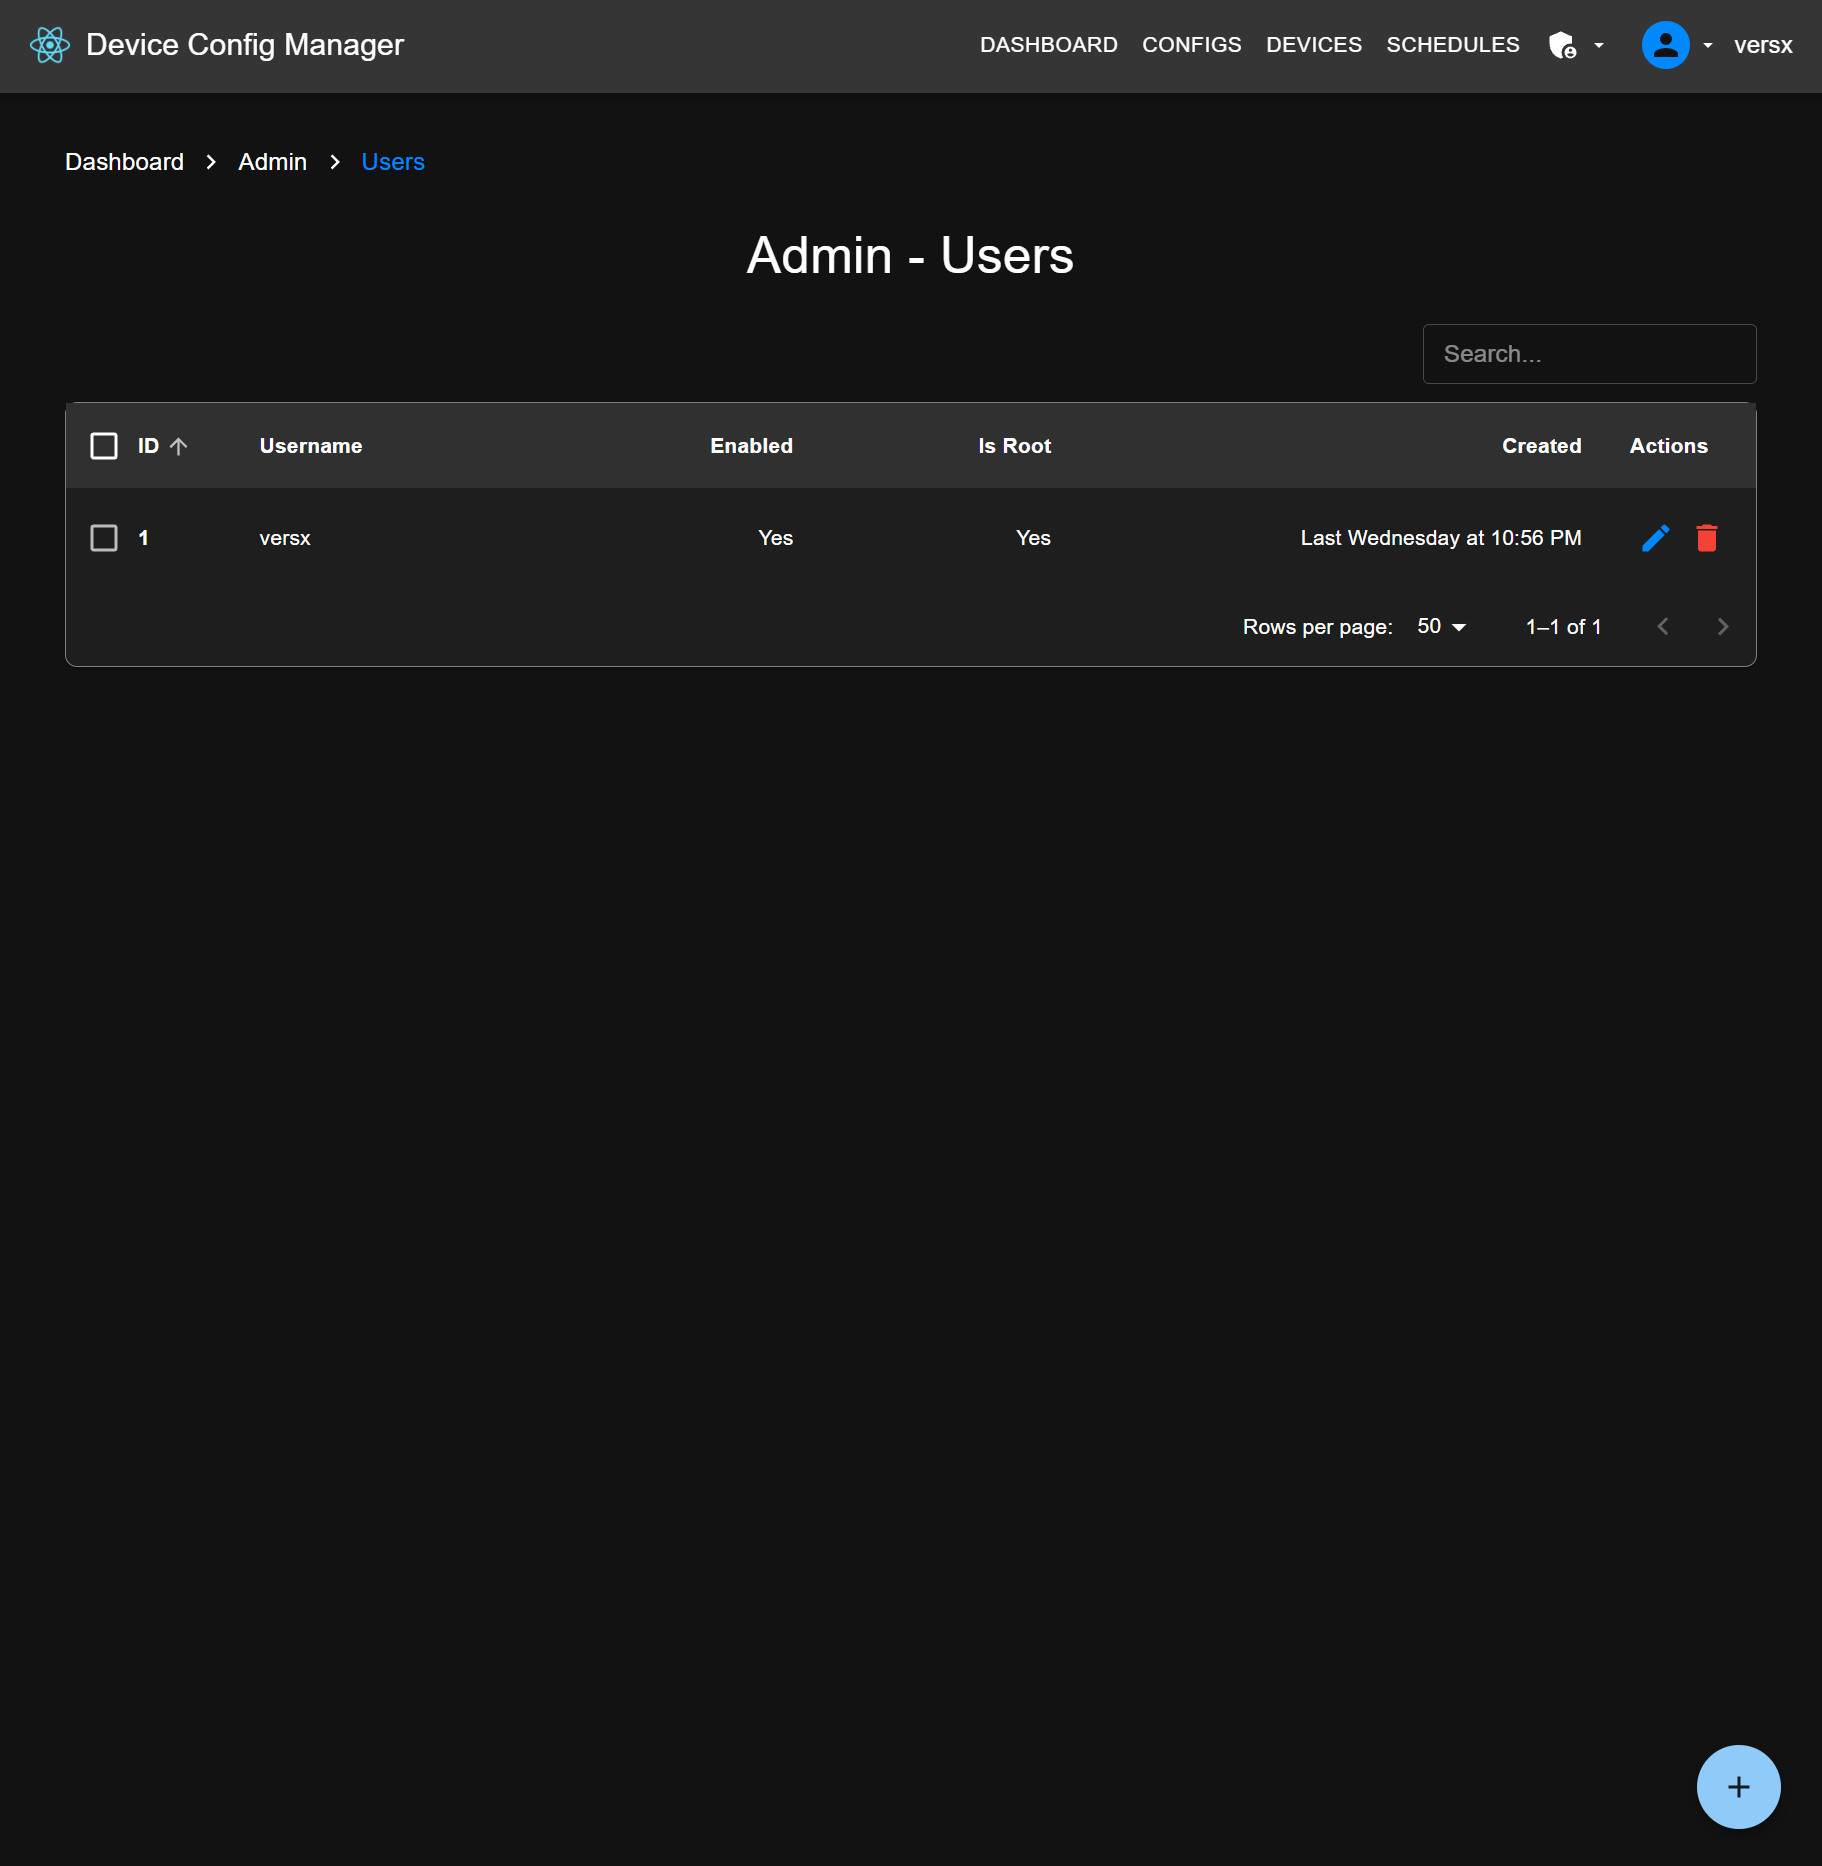 Device Config Manager DASHBOARD CONFIGS DEVICES SCHEDULES versx
Dashboard Admin Users
Admin - Users
Search...
ID Username Enabled Is Root Created Actions
1 versx Yes Yes Last Wednesday at 10:56 PM
Rows per page: 50 1–1 of 1